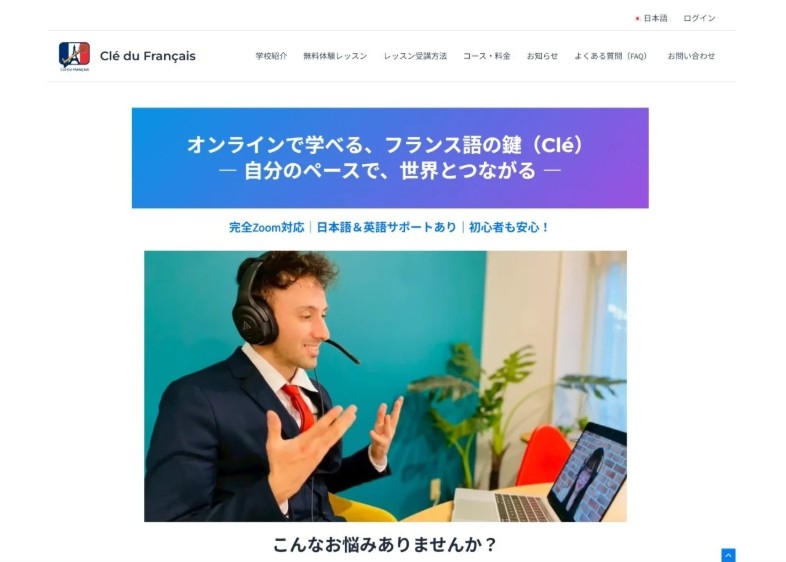 日本語 ログイン
Clé du Français 学校紹介 無料体験レッスン レッスン受講方法 コース・料金 お知らせ よくある質問（FAQ） お問い合わせ
オンラインで学べる、フランス語の鍵（Clé）
― 自分のペースで、世界とつながる ―
完全Zoom対応｜日本語＆英語サポートあり｜初心者も安心！
こんなお悩みありませんか？